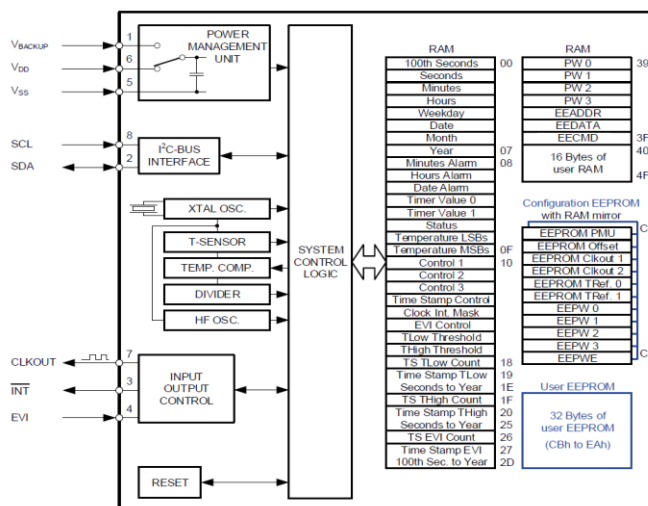 POWER
MANAGEMENT
UNIT
VBACKUP 1
VDD 6
VSS 5
SCL 8
SDA 2
I²C-BUS
INTERFACE
XTAL OSC.
T-SENSOR
TEMP. COMP.
DIVIDER
HF OSC.
CLKOUT 7
INT 3
EVI 4
INPUT
OUTPUT
CONTROL
RESET
SYSTEM
CONTROL
LOGIC
RAM
100th Seconds 00
Seconds
Minutes
Hours
Weekday
Date
Month
Year 07
Minutes Alarm 08
Hours Alarm
Date Alarm
Timer Value 0
Timer Value 1
Status
Temperature LSBs
Temperature MSBs 0F
Control 1 10
Control 2
Control 3
Time Stamp Control
Clock Int. Mask
EVI Control
TLow Threshold
THigh Threshold
TS TLow Count 18
Time Stamp TLow 19
Seconds to Year 1E
TS THigh Count 1F
Time Stamp THigh 20
Seconds to Year 25
TS EVI Count 26
Time Stamp EVI 27
100th Sec. to Year 2D
RAM
PW 0 39
PW 1
PW 2
PW 3
EEADDR
EEDATA
EECMD 3F
16 Bytes of 40
user RAM 4F
Configuration EEPROM
with RAM mirror
EEPROM PMU C
EEPROM Offset
EEPROM Clkout 1
EEPROM Clkout 2
EEPROM TRef. 0
EEPROM TRef. 1
EEPW 0
EEPW 1
EEPW 2
EEPW 3
EEPWE C
User EEPROM
32 Bytes of
user EEPROM
(CBh to EAh)